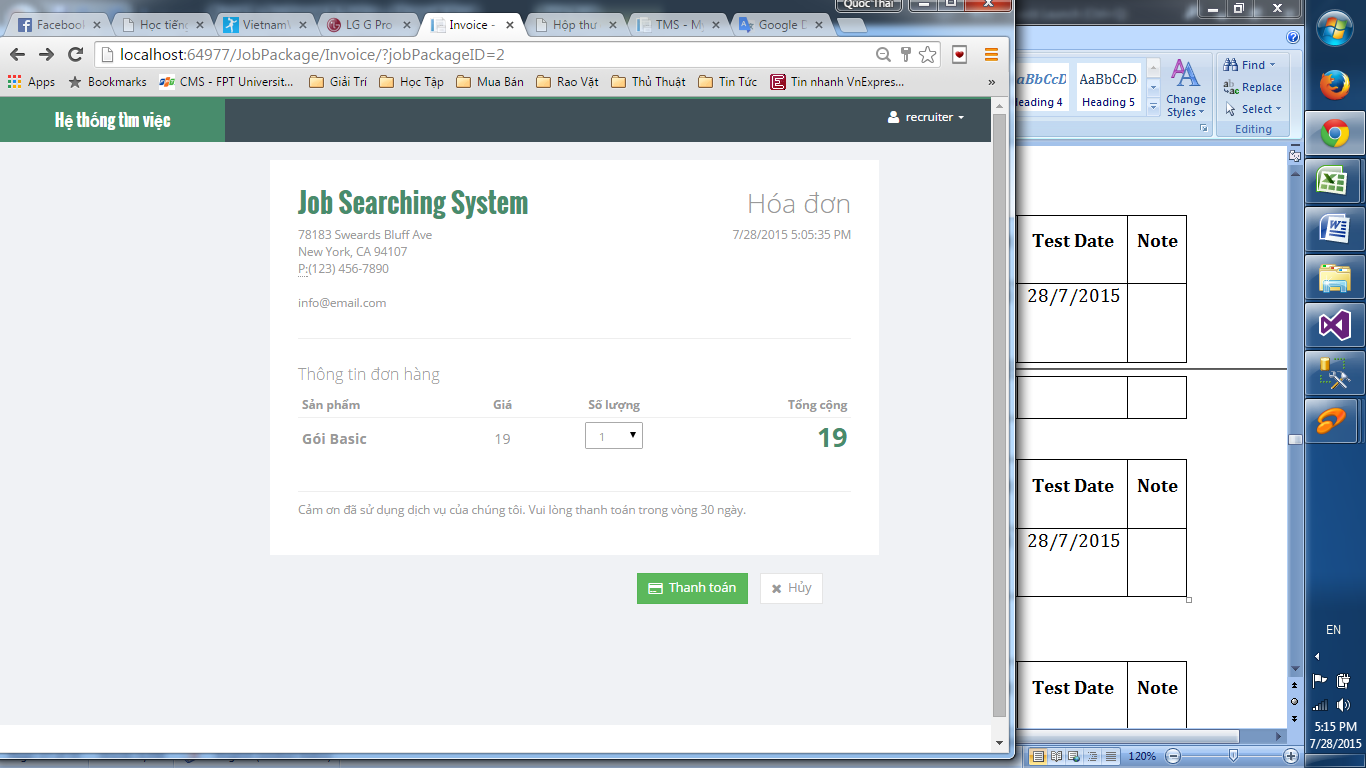 Quốc Thái
Facebool
Học tiếng
Vietnam\
LG G Pro
Invoice -
Hộp thư
TMS - My
Google D
localhost:64977/JobPackage/Invoice/?jobPackageID=2
Apps
Bookmarks
CMS - FPT Universit...
Giải Trí
Học Tập
Mua Bán
Rao Vặt
Thủ Thuật
Tin Tức
Tin nhanh VnExpres...
»
Hệ thống tìm việc
recruiter
Job Searching System
Hóa đơn
78183 Sweards Bluff Ave
7/28/2015 5:05:35 PM
New York, CA 94107
P:(123) 456-7890
info@email.com
Thông tin đơn hàng
Sản phẩm Giá Số lượng Tổng cộng
Gói Basic 19 1 19
Cảm ơn đã sử dụng dịch vụ của chúng tôi. Vui lòng thanh toán trong vòng 30 ngày.
Thanh toán
Hủy
AaBbCcD
Heading 4
AaBbCcD
Heading 5
Change
Styles
Find
Replace
Select
Editing
Test Date Note
28/7/2015
Test Date Note
28/7/2015
Test Date Note
120%
EN
5:15 PM
7/28/2015